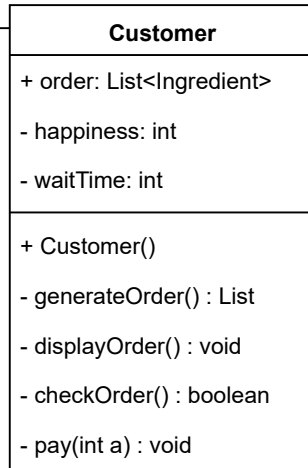 Customer
+ order: List<Ingredient>
- happiness: int
- waitTime: int
+ Customer()
- generateOrder() : List
- displayOrder() : void
- checkOrder() : boolean
- pay(int a) : void